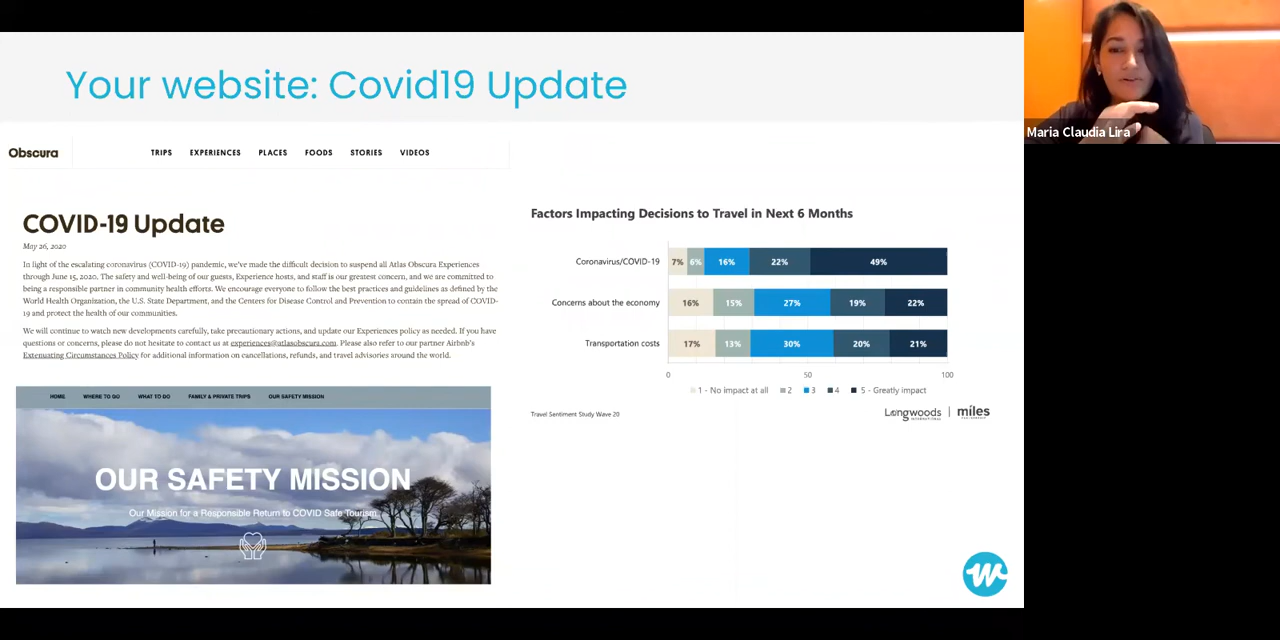 Your website: Covid19 Update
Maria Claudia Lira
Obscura
TRIPS EXPERIENCES PLACES FOODS STORIES VIDEOS
COVID-19 Update
May 26, 2020
In light of the escalating coronavirus (COVID-19) pandemic, we've made the difficult decision to suspend all Atlas Obscura Experiences
through June 15, 2020. The safety and well-being of our guests, Experience hosts, and staff is our greatest concern, and we are committed to
being a responsible partner in community health efforts. We encourage everyone to follow the best practices and guidelines as defined by the
World Health Organization, the U.S. State Department, and the Centers for Disease Control and Prevention to contain the spread of COVID-
19 and protect the health of our communities.
We will continue to watch new developments carefully, take precautionary actions, and update our Experiences policy as needed. If you have
questions or concerns, please do not hesitate to contact us at experiences@atlasobscura.com. Please also refer to our partner Airbnb's
Extenuating Circumstances Policy for additional information on cancellations, refunds, and travel advisories around the world.
HOME WHERE TO GO WHAT TO DO FAMILY & PRIVATE TRIPS OUR SAFETY MISSION
OUR SAFETY MISSION
Our Mission for a Responsible Return to COVID Safe Tourism
Factors Impacting Decisions to Travel in Next 6 Months
Coronavirus/COVID-19 7% 6% 16% 22% 49%
Concerns about the economy 16% 15% 27% 19% 22%
Transportation costs 17% 13% 30% 20% 21%
0 50 100
1 - No impact at all 2 3 4 5 - Greatly impact
Travel Sentiment Study Wave 20
Longwoods | miles
INTERNATIONAL PARTNERSHIP
w